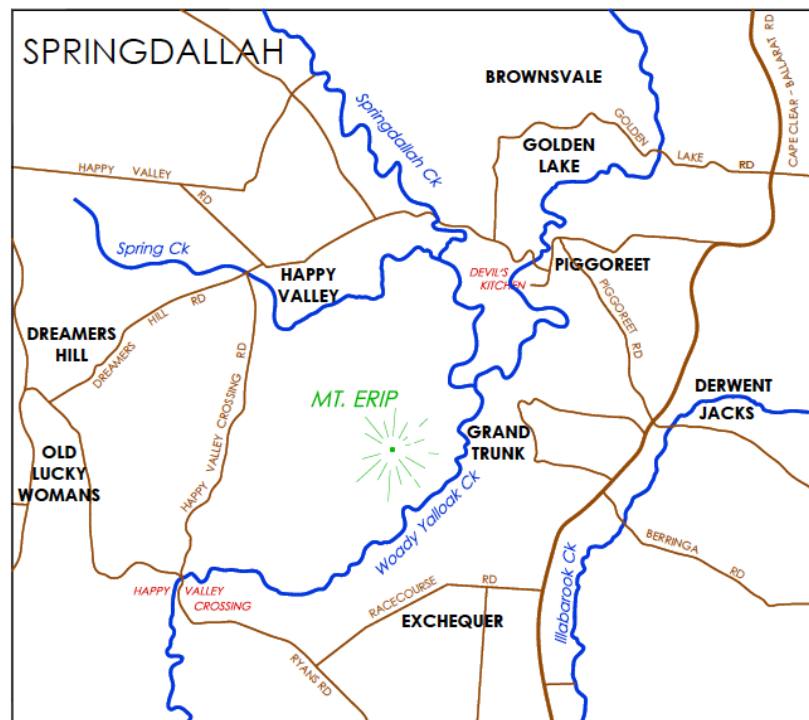 SPRINGDALLAH
BROWNSVALE
CAPE CLEAR - BALLARAT RD
Springdallah Ck
GOLDEN
LAKE
RD
GOLDEN
LAKE
HAPPY VALLEY
RD
Spring Ck
HAPPY
VALLEY
DEVIL'S
KITCHEN
PIGGOREET
PIGGOREET
RD
DREAMERS
HILL
DREAMERS
HILL
RD
HAPPY VALLEY CROSSING RD
MT. ERIP
DERWENT
JACKS
GRAND
TRUNK
OLD
LUCKY
WOMANS
Woady Yalloak Ck
BERRINGA
RD
Illabarook Ck
HAPPY VALLEY
CROSSING
RACECOURSE
RD
EXCHEQUER
RYANS RD